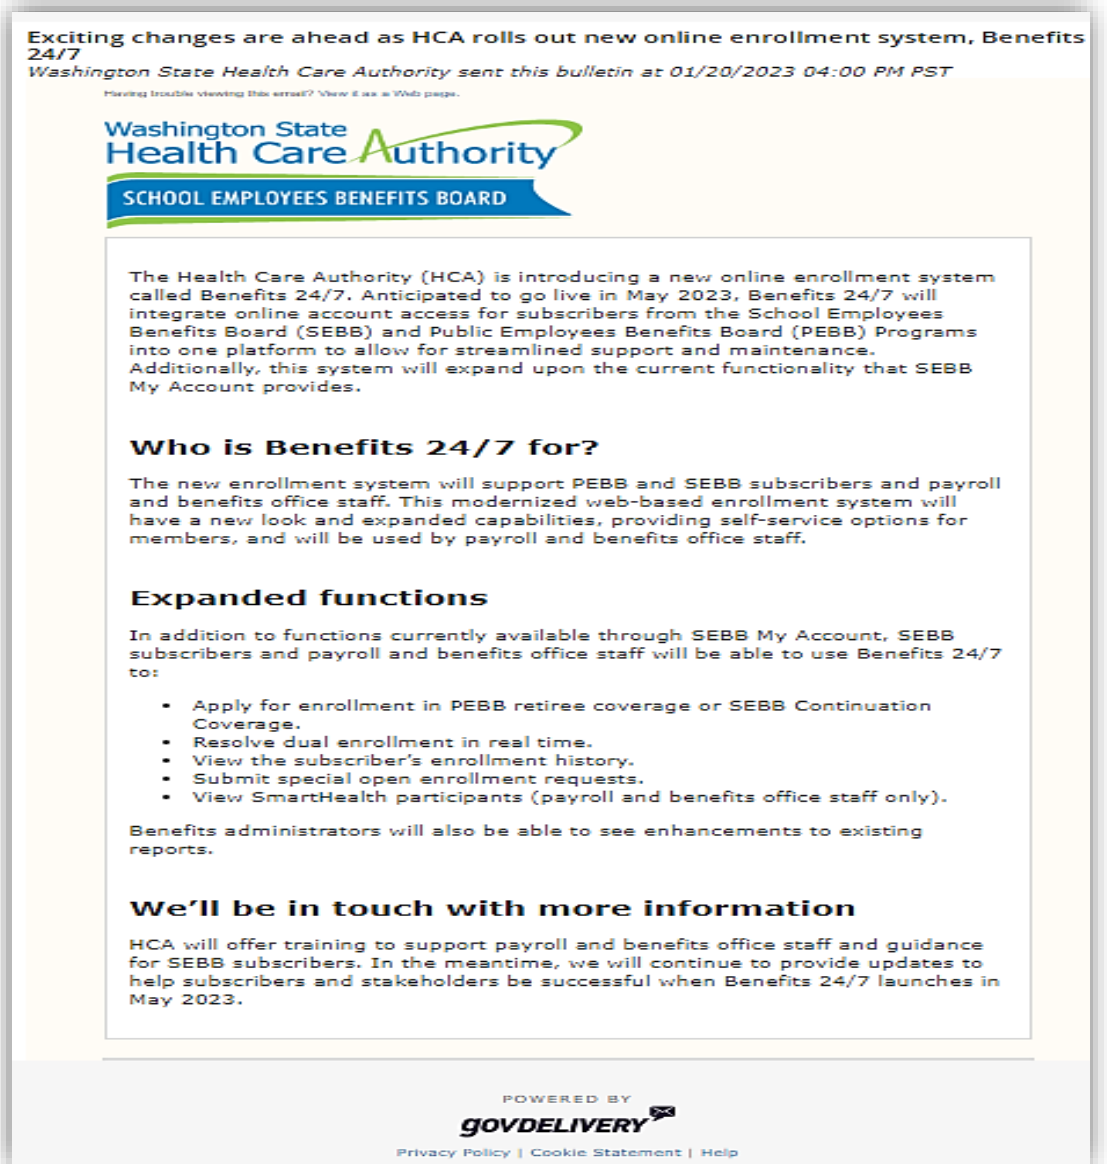 Exciting changes are ahead as HCA rolls out new online enrollment system, Benefits
24/7
Washington State Health Care Authority sent this bulletin at 01/20/2023 04:00 PM PST
Having trouble viewing this email? View it as a Web page.
Washington State
Health Care Authority
SCHOOL EMPLOYEES BENEFITS BOARD
The Health Care Authority (HCA) is introducing a new online enrollment system
called Benefits 24/7. Anticipated to go live in May 2023, Benefits 24/7 will
integrate online account access for subscribers from the School Employees
Benefits Board (SEBB) and Public Employees Benefits Board (PEBB) Programs
into one platform to allow for streamlined support and maintenance.
Additionally, this system will expand upon the current functionality that SEBB
My Account provides.
Who is Benefits 24/7 for?
The new enrollment system will support PEBB and SEBB subscribers and payroll
and benefits office staff. This modernized web-based enrollment system will
have a new look and expanded capabilities, providing self-service options for
members, and will be used by payroll and benefits office staff.
Expanded functions
In addition to functions currently available through SEBB My Account, SEBB
subscribers and payroll and benefits office staff will be able to use Benefits 24/7
to:
• Apply for enrollment in PEBB retiree coverage or SEBB Continuation
Coverage.
• Resolve dual enrollment in real time.
• View the subscriber's enrollment history.
• Submit special open enrollment requests.
• View SmartHealth participants (payroll and benefits office staff only).
Benefits administrators will also be able to see enhancements to existing
reports.
We'll be in touch with more information
HCA will offer training to support payroll and benefits office staff and guidance
for SEBB subscribers. In the meantime, we will continue to provide updates to
help subscribers and stakeholders be successful when Benefits 24/7 launches in
May 2023.
POWERED BY
GOVDELIVERY
Privacy Policy | Cookie Statement | Help